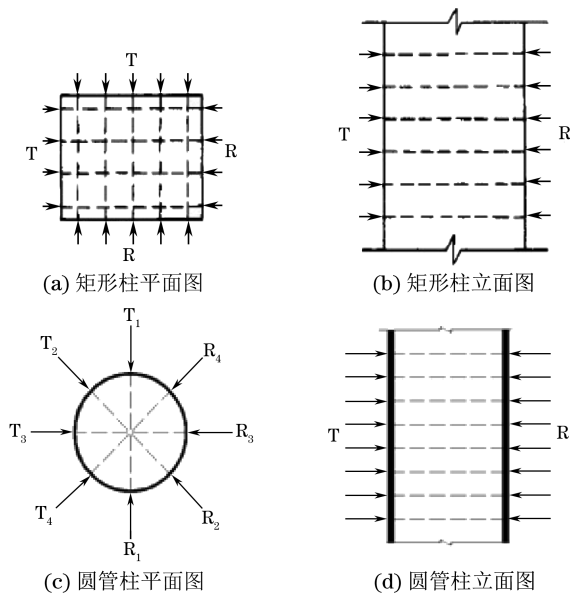 T
T
R
R
T
R
(a) 矩形柱平面图
(b) 矩形柱立面图
T₁
T₂
R₄
T₃
R₃
T₄
R₂
R₁
T
R
(c) 圆管柱平面图
(d) 圆管柱立面图